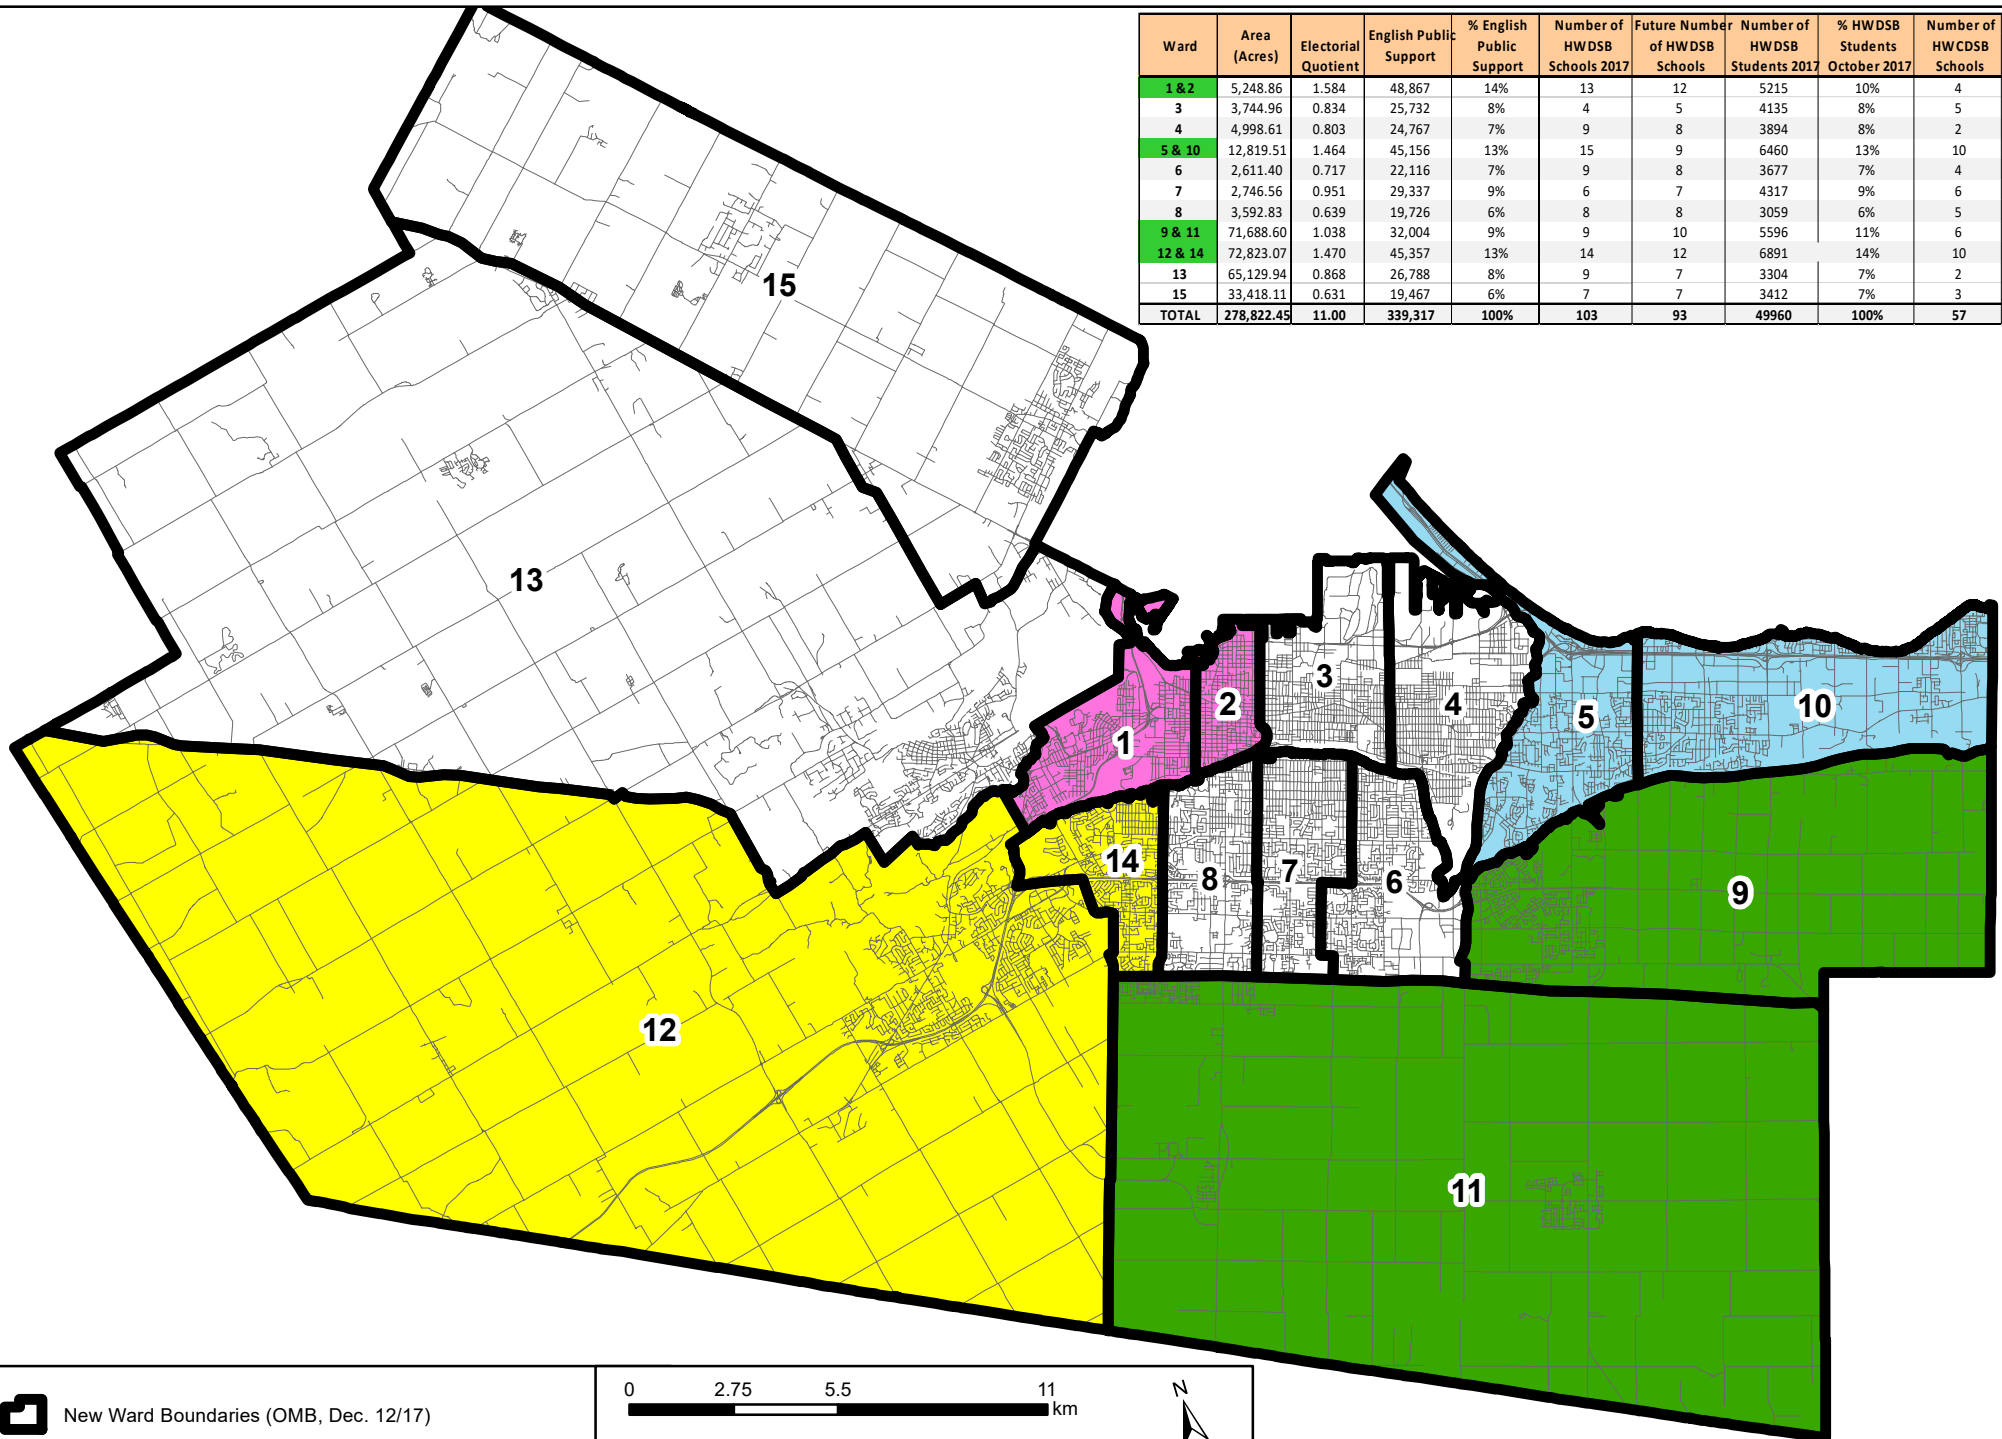 Ward Area (Acres) Electorial Quotient English Public Support % English Public Support Number of HWDSB Schools 2017 Future Number of HWDSB Schools Number of HWDSB Students 2017 % HWDSB Students October 2017 Number of HWCDSB Schools
1 & 2 5,248.86 1.584 48,867 14% 13 12 5215 10% 4
3 3,744.96 0.834 25,732 8% 4 5 4135 8% 5
4 4,998.61 0.803 24,767 7% 9 8 3894 8% 2
5 & 10 12,819.51 1.464 45,156 13% 15 9 6460 13% 10
6 2,611.40 0.717 22,116 7% 9 8 3677 7% 4
7 2,746.56 0.951 29,337 9% 6 7 4317 9% 6
8 3,592.83 0.639 19,726 6% 8 8 3059 6% 5
9 & 11 71,688.60 1.038 32,004 9% 9 10 5596 11% 6
12 & 14 72,823.07 1.470 45,357 13% 14 12 6891 14% 10
13 65,129.94 0.868 26,788 8% 9 7 3304 7% 2
15 33,418.11 0.631 19,467 6% 7 7 3412 7% 3
TOTAL 278,822.45 11.00 339,317 100% 103 93 49960 100% 57
15
13
3
2
4
5
10
1
14
8
7
6
9
12
11
New Ward Boundaries (OMB, Dec. 12/17)
0 2.75 5.5 11
km
N